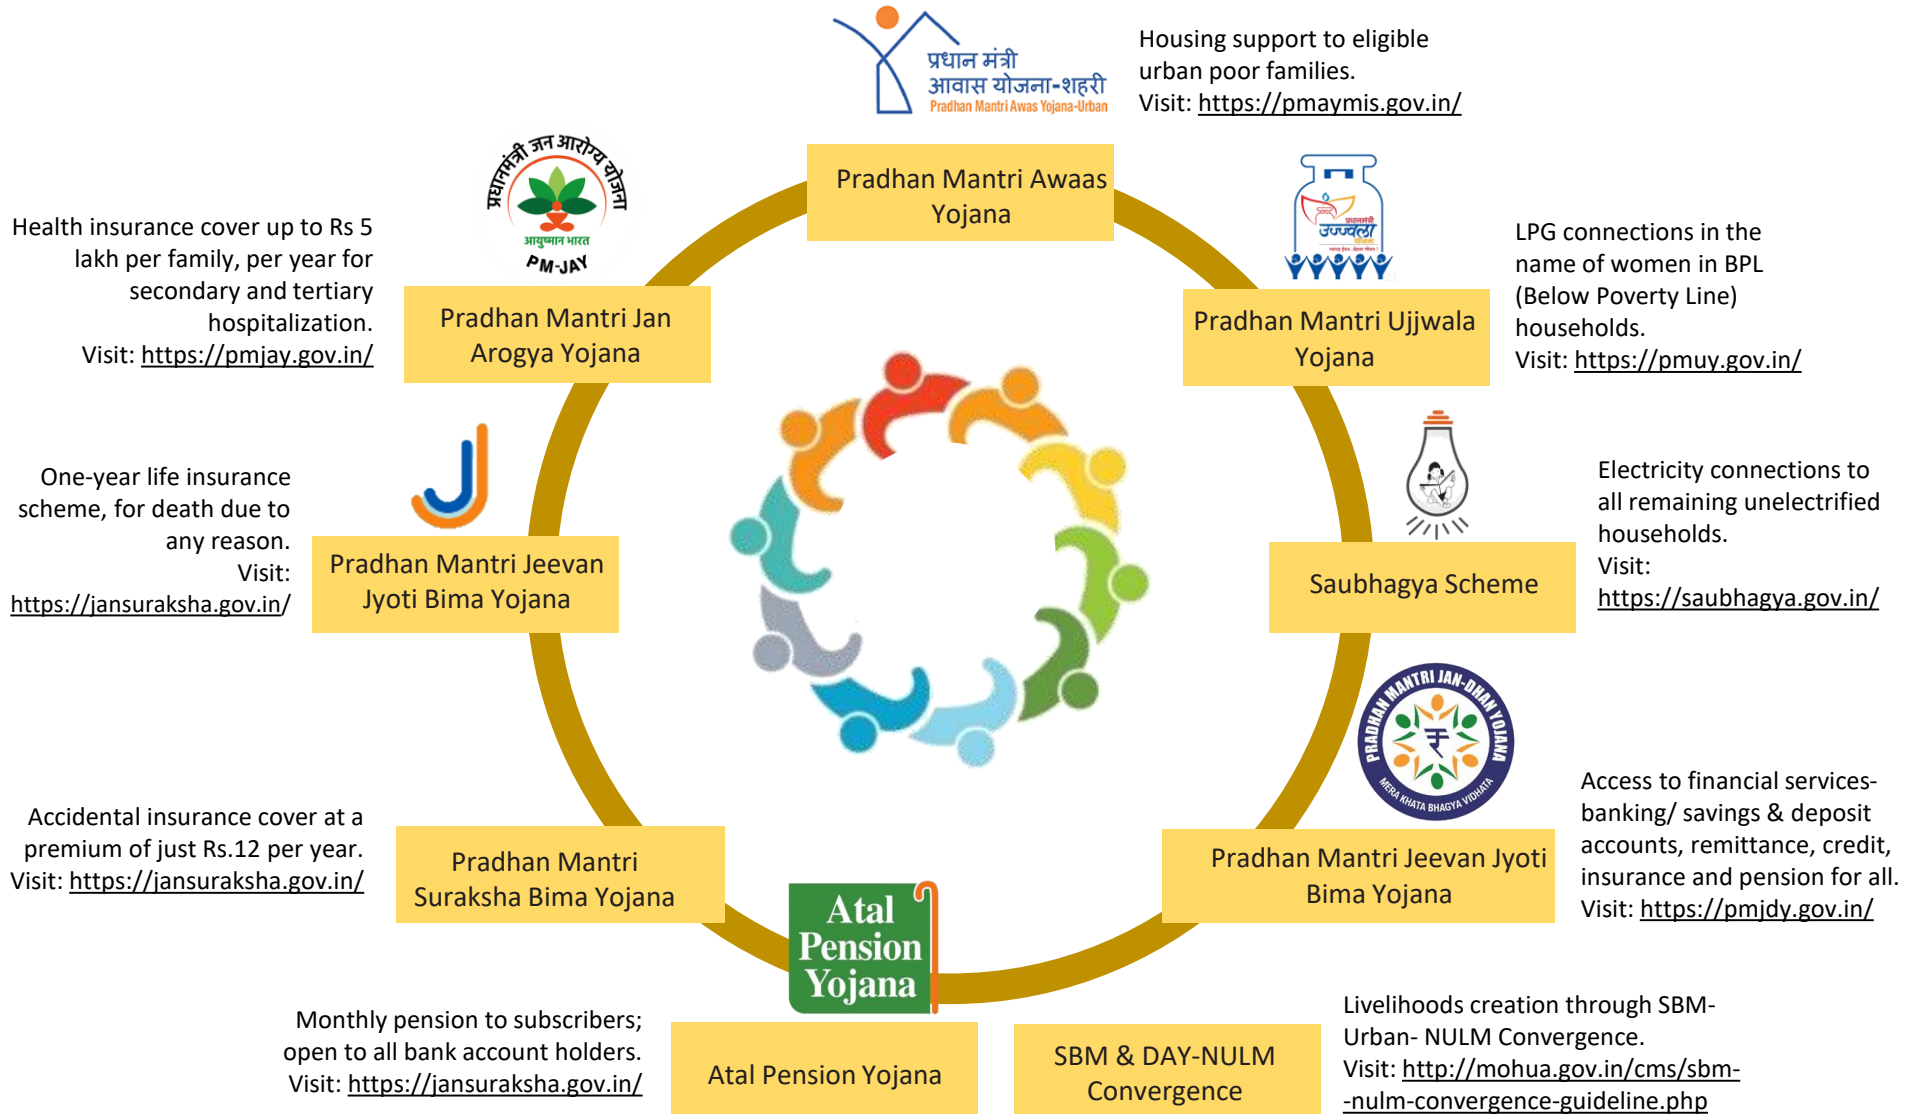 प्रधान मंत्री
आवास योजना-शहरी
Pradhan Mantri Awas Yojana-Urban
Housing support to eligible
urban poor families.
Visit: https://pmaymis.gov.in/
Pradhan Mantri Awaas
Yojana
प्रधानमंत्री
उज्ज्वला
योजना
LPG connections in the
name of women in BPL
(Below Poverty Line)
households.
Visit: https://pmuy.gov.in/
Pradhan Mantri Ujjwala
Yojana
Electricity connections to
all remaining unelectrified
households.
Visit:
https://saubhagya.gov.in/
Saubhagya Scheme
PRADHAN MANTRI JAN-DHAN YOJANA
₹
MERA KHATA BHAGYA VIDHATA
Access to financial services-
banking/ savings & deposit
accounts, remittance, credit,
insurance and pension for all.
Visit: https://pmjdy.gov.in/
Pradhan Mantri Jeevan Jyoti
Bima Yojana
Livelihoods creation through SBM-
Urban- NULM Convergence.
Visit: http://mohua.gov.in/cms/sbm-
-nulm-convergence-guideline.php
SBM & DAY-NULM
Convergence
Atal
Pension
Yojana
Atal Pension Yojana
Monthly pension to subscribers;
open to all bank account holders.
Visit: https://jansuraksha.gov.in/
Pradhan Mantri
Suraksha Bima Yojana
Accidental insurance cover at a
premium of just Rs.12 per year.
Visit: https://jansuraksha.gov.in/
Pradhan Mantri Jeevan
Jyoti Bima Yojana
One-year life insurance
scheme, for death due to
any reason.
Visit:
https://jansuraksha.gov.in/
प्रधानमंत्री जन आरोग्य योजना
आयुष्मान भारत
PM-JAY
Pradhan Mantri Jan
Arogya Yojana
Health insurance cover up to Rs 5
lakh per family, per year for
secondary and tertiary
hospitalization.
Visit: https://pmjay.gov.in/